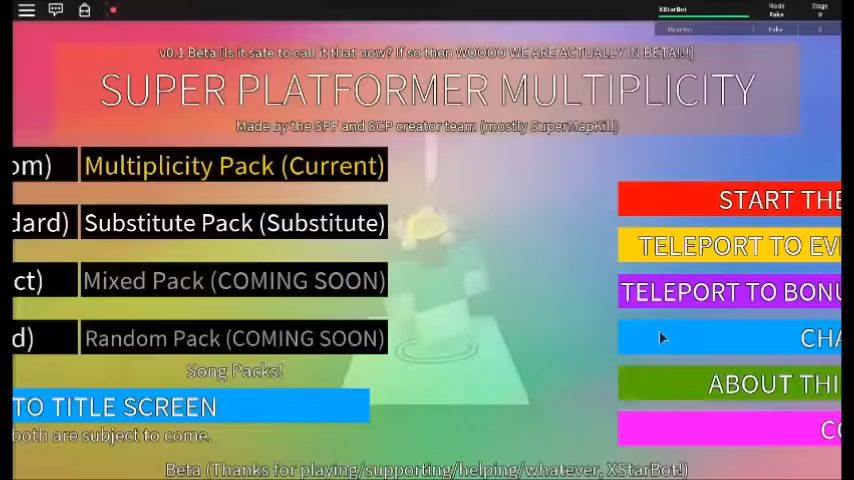 XStarBot
Mode
Fake
Stage
0
Fake
0
v0.1 Beta [Is it safe to call it that now? If so then WOOOO WE ARE ACTUALLY IN BETA!!!]
SUPER PLATFORMER MULTIPLICITY
Made by the SPF and SCP creator team (mostly SuperMapKill)
om)
Multiplicity Pack (Current)
dard)
Substitute Pack (Substitute)
ct)
Mixed Pack (COMING SOON)
d)
Random Pack (COMING SOON)
Song Packs!
TO TITLE SCREEN
both are subject to come.
START THE
TELEPORT TO EV
TELEPORT TO BONU
CHA
ABOUT THI
CO
Beta (Thanks for playing/supporting/helping/whatever, XStarBot!)